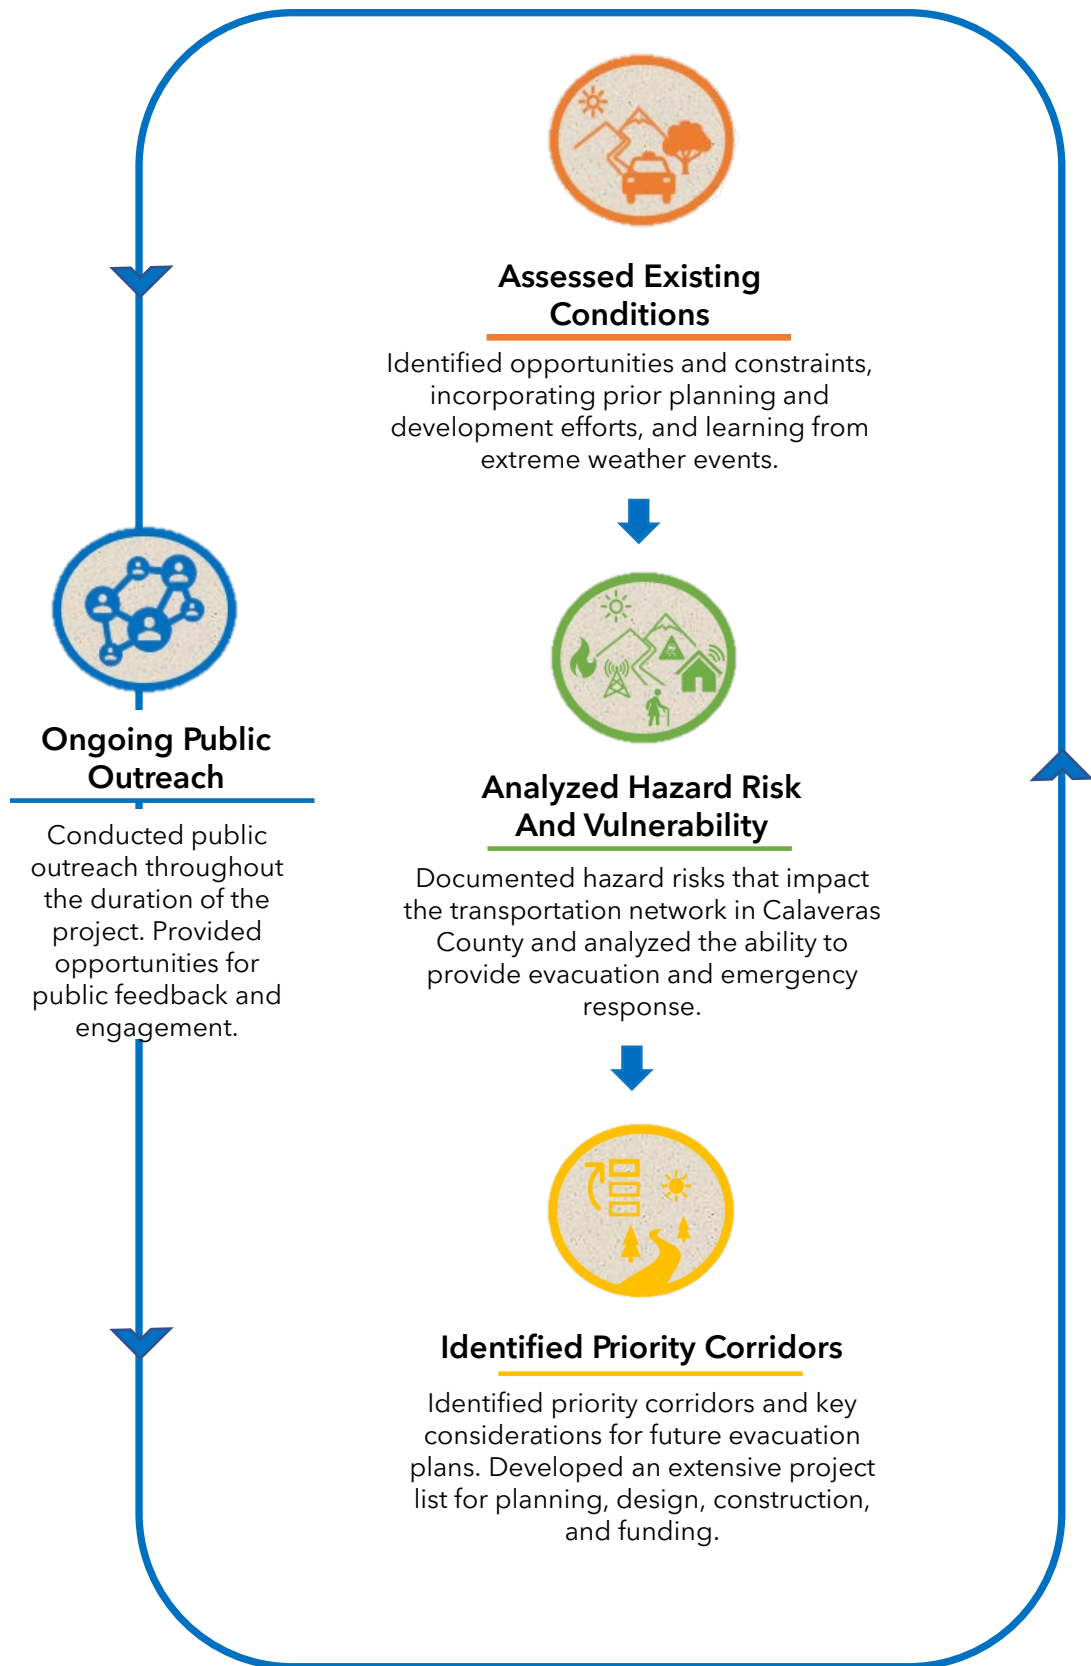 Assessed Existing
Conditions
Identified opportunities and constraints,
incorporating prior planning and
development efforts, and learning from
extreme weather events.
Ongoing Public
Outreach
Conducted public
outreach throughout
the duration of the
project. Provided
opportunities for
public feedback and
engagement.
Analyzed Hazard Risk
And Vulnerability
Documented hazard risks that impact
the transportation network in Calaveras
County and analyzed the ability to
provide evacuation and emergency
response.
Identified Priority Corridors
Identified priority corridors and key
considerations for future evacuation
plans. Developed an extensive project
list for planning, design, construction,
and funding.